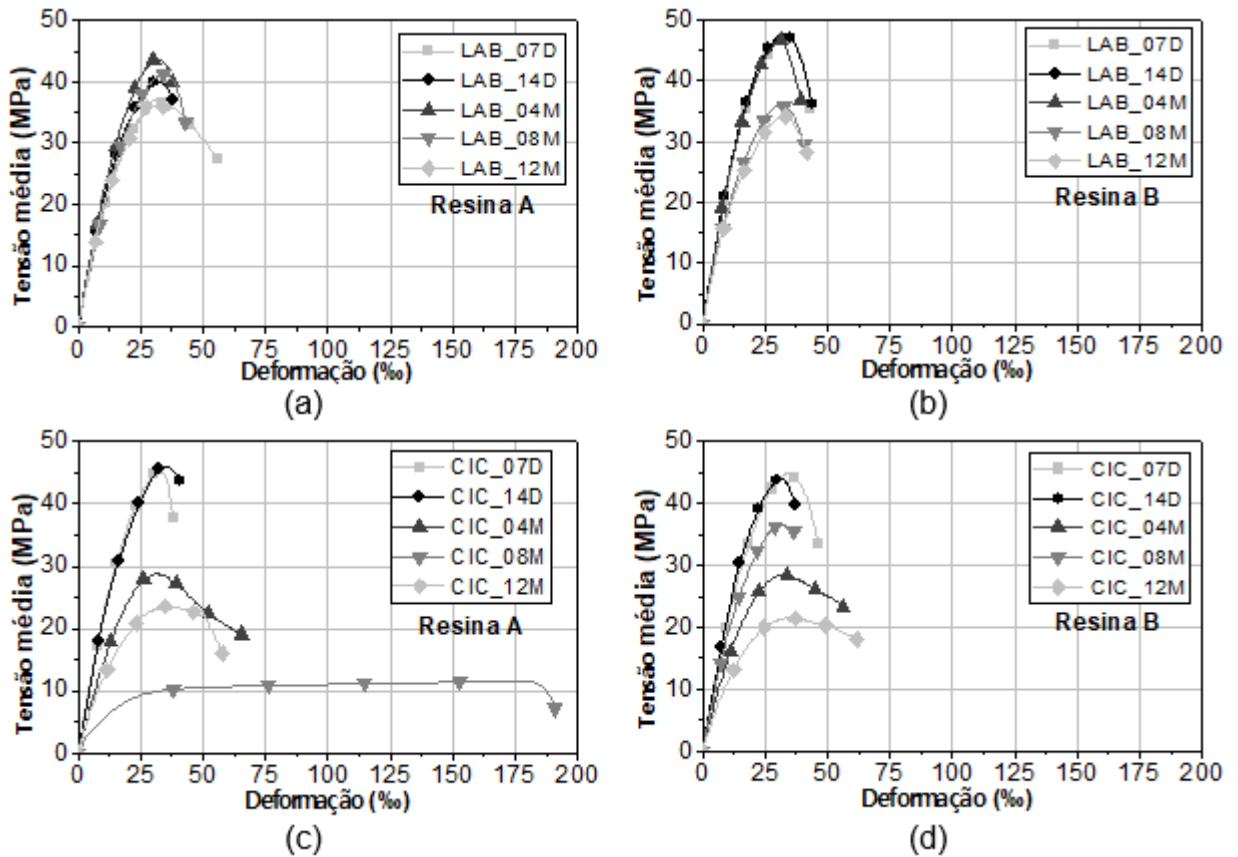 Tensão média (MPa)
50
40
30
20
10
0
LAB_07D
LAB_14D
LAB_04M
LAB_08M
LAB_12M
Resina A
0 25 50 75 100 125 150 175 200
Deformação (‰)
(a)
Tensão média (MPa)
50
40
30
20
10
0
LAB_07D
LAB_14D
LAB_04M
LAB_08M
LAB_12M
Resina B
0 25 50 75 100 125 150 175 200
Deformação (‰)
(b)
Tensão média (MPa)
50
40
30
20
10
0
CIC_07D
CIC_14D
CIC_04M
CIC_08M
CIC_12M
Resina A
0 25 50 75 100 125 150 175 200
Deformação (‰)
(c)
Tensão média (MPa)
50
40
30
20
10
0
CIC_07D
CIC_14D
CIC_04M
CIC_08M
CIC_12M
Resina B
0 25 50 75 100 125 150 175 200
Deformação (‰)
(d)